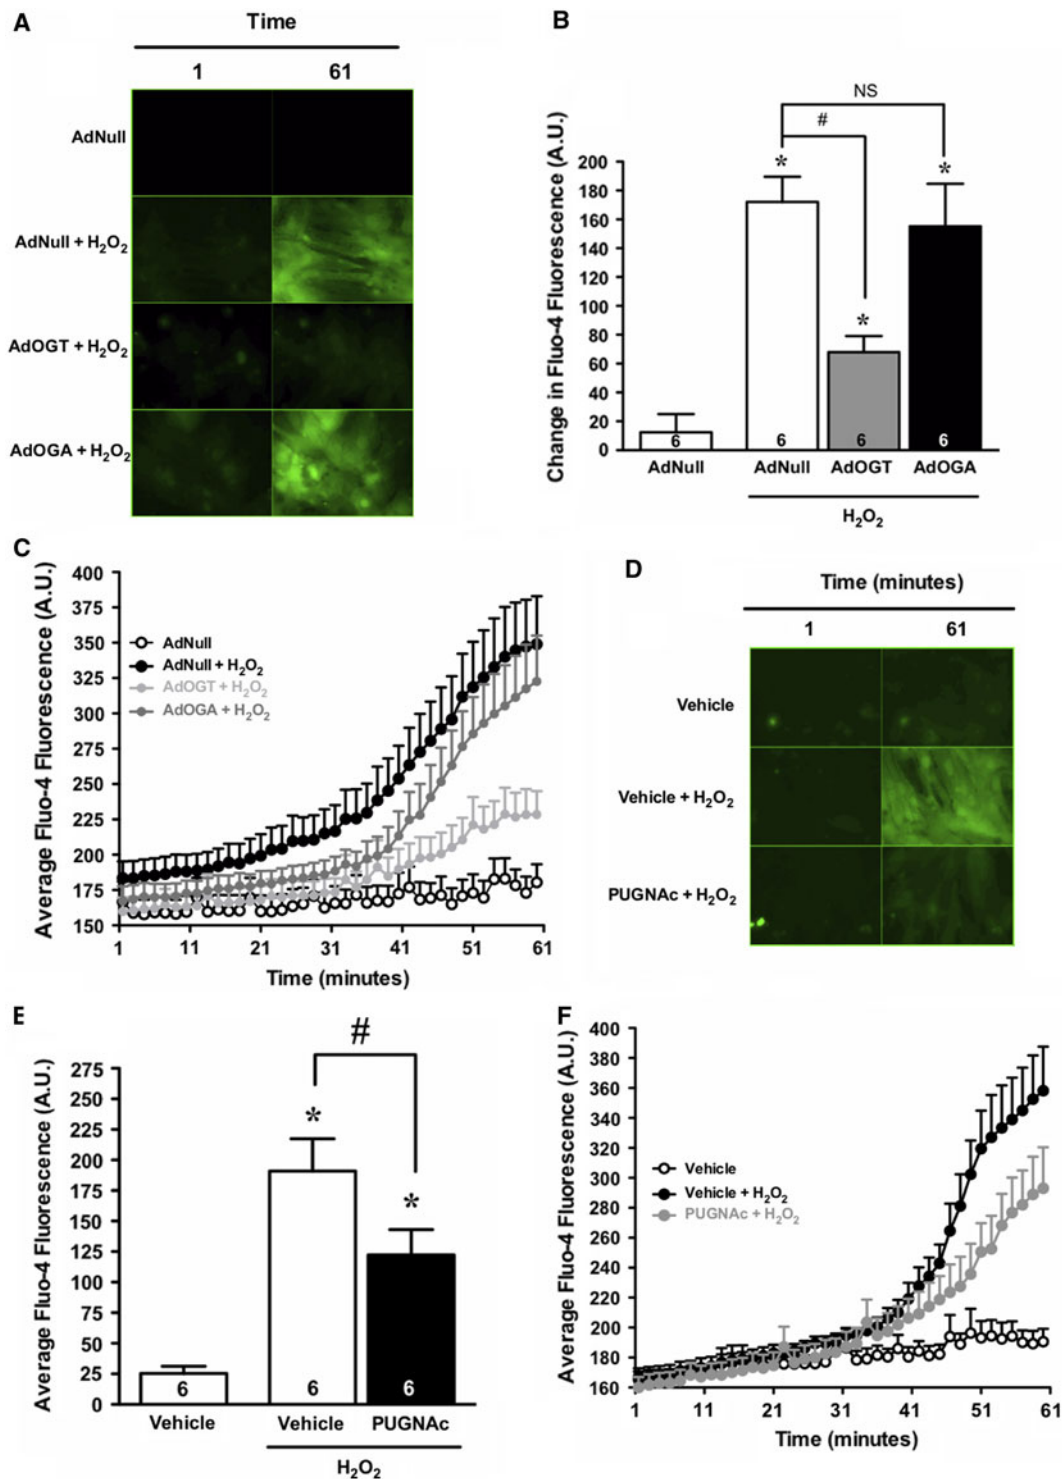 A
Time
1 61
AdNull
AdNull + H₂O₂
AdOGT + H₂O₂
AdOGA + H₂O₂
B
NS
#
* * *
Change in Fluo-4 Fluorescence (A.U.)
200
180
160
140
120
100
80
60
40
20
0
6 6 6 6
AdNull AdNull AdOGT AdOGA
H₂O₂
C
Average Fluo-4 Fluorescence (A.U.)
400
375
350
325
300
275
250
225
200
175
150
AdNull
AdNull + H₂O₂
AdOGT + H₂O₂
AdOGA + H₂O₂
1 11 21 31 41 51 61
Time (minutes)
D
Time (minutes)
1 61
Vehicle
Vehicle + H₂O₂
PUGNAc + H₂O₂
E
#
* *
Average Fluo-4 Fluorescence (A.U.)
275
250
225
200
175
150
125
100
75
50
25
0
6 6 6
Vehicle Vehicle PUGNAc
H₂O₂
F
Average Fluo-4 Fluorescence (A.U.)
400
380
360
340
320
300
280
260
240
220
200
180
160
Vehicle
Vehicle + H₂O₂
PUGNAc + H₂O₂
1 11 21 31 41 51 61
Time (minutes)